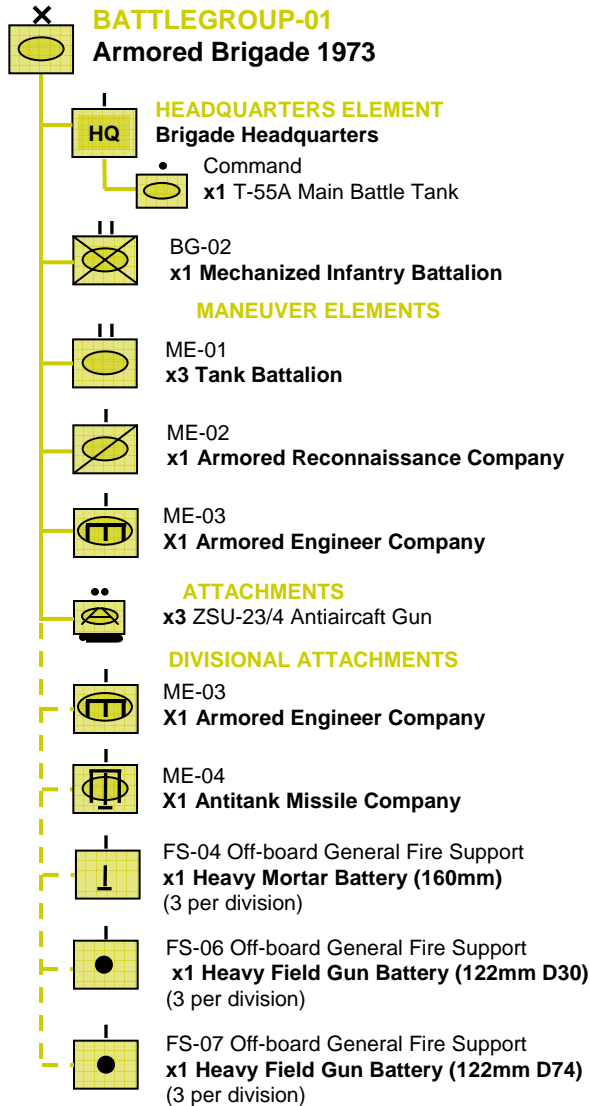 BATTLEGROUP-01
Armored Brigade 1973
HEADQUARTERS ELEMENT
HQ
Brigade Headquarters
Command
x1 T-55A Main Battle Tank
BG-02
x1 Mechanized Infantry Battalion
MANEUVER ELEMENTS
ME-01
x3 Tank Battalion
ME-02
x1 Armored Reconnaissance Company
ME-03
X1 Armored Engineer Company
ATTACHMENTS
x3 ZSU-23/4 Antiaircaft Gun
DIVISIONAL ATTACHMENTS
ME-03
X1 Armored Engineer Company
ME-04
X1 Antitank Missile Company
FS-04 Off-board General Fire Support
x1 Heavy Mortar Battery (160mm)
(3 per division)
FS-06 Off-board General Fire Support
x1 Heavy Field Gun Battery (122mm D30)
(3 per division)
FS-07 Off-board General Fire Support
x1 Heavy Field Gun Battery (122mm D74)
(3 per division)